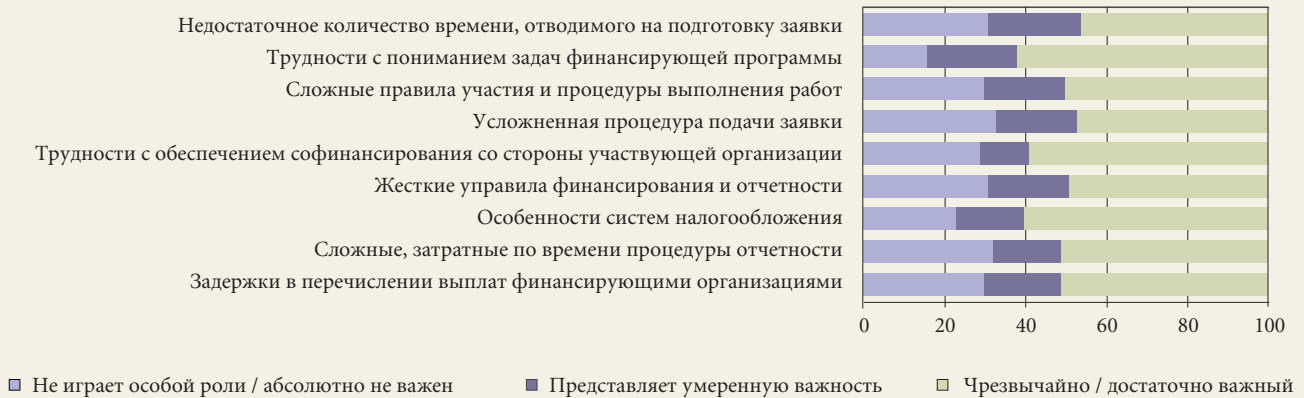 Недостаточное количество времени, отводимого на подготовку заявки
Трудности с пониманием задач финансирующей программы
Сложные правила участия и процедуры выполнения работ
Усложненная процедура подачи заявки
Трудности с обеспечением софинансирования со стороны участвующей организации
Жесткие управила финансирования и отчетности
Особенности систем налогообложения
Сложные, затратные по времени процедуры отчетности
Задержки в перечислении выплат финансирующими организациями
0 20 40 60 80 100
Не играет особой роли / абсолютно не важен Представляет умеренную важность Чрезвычайно / достаточно важный